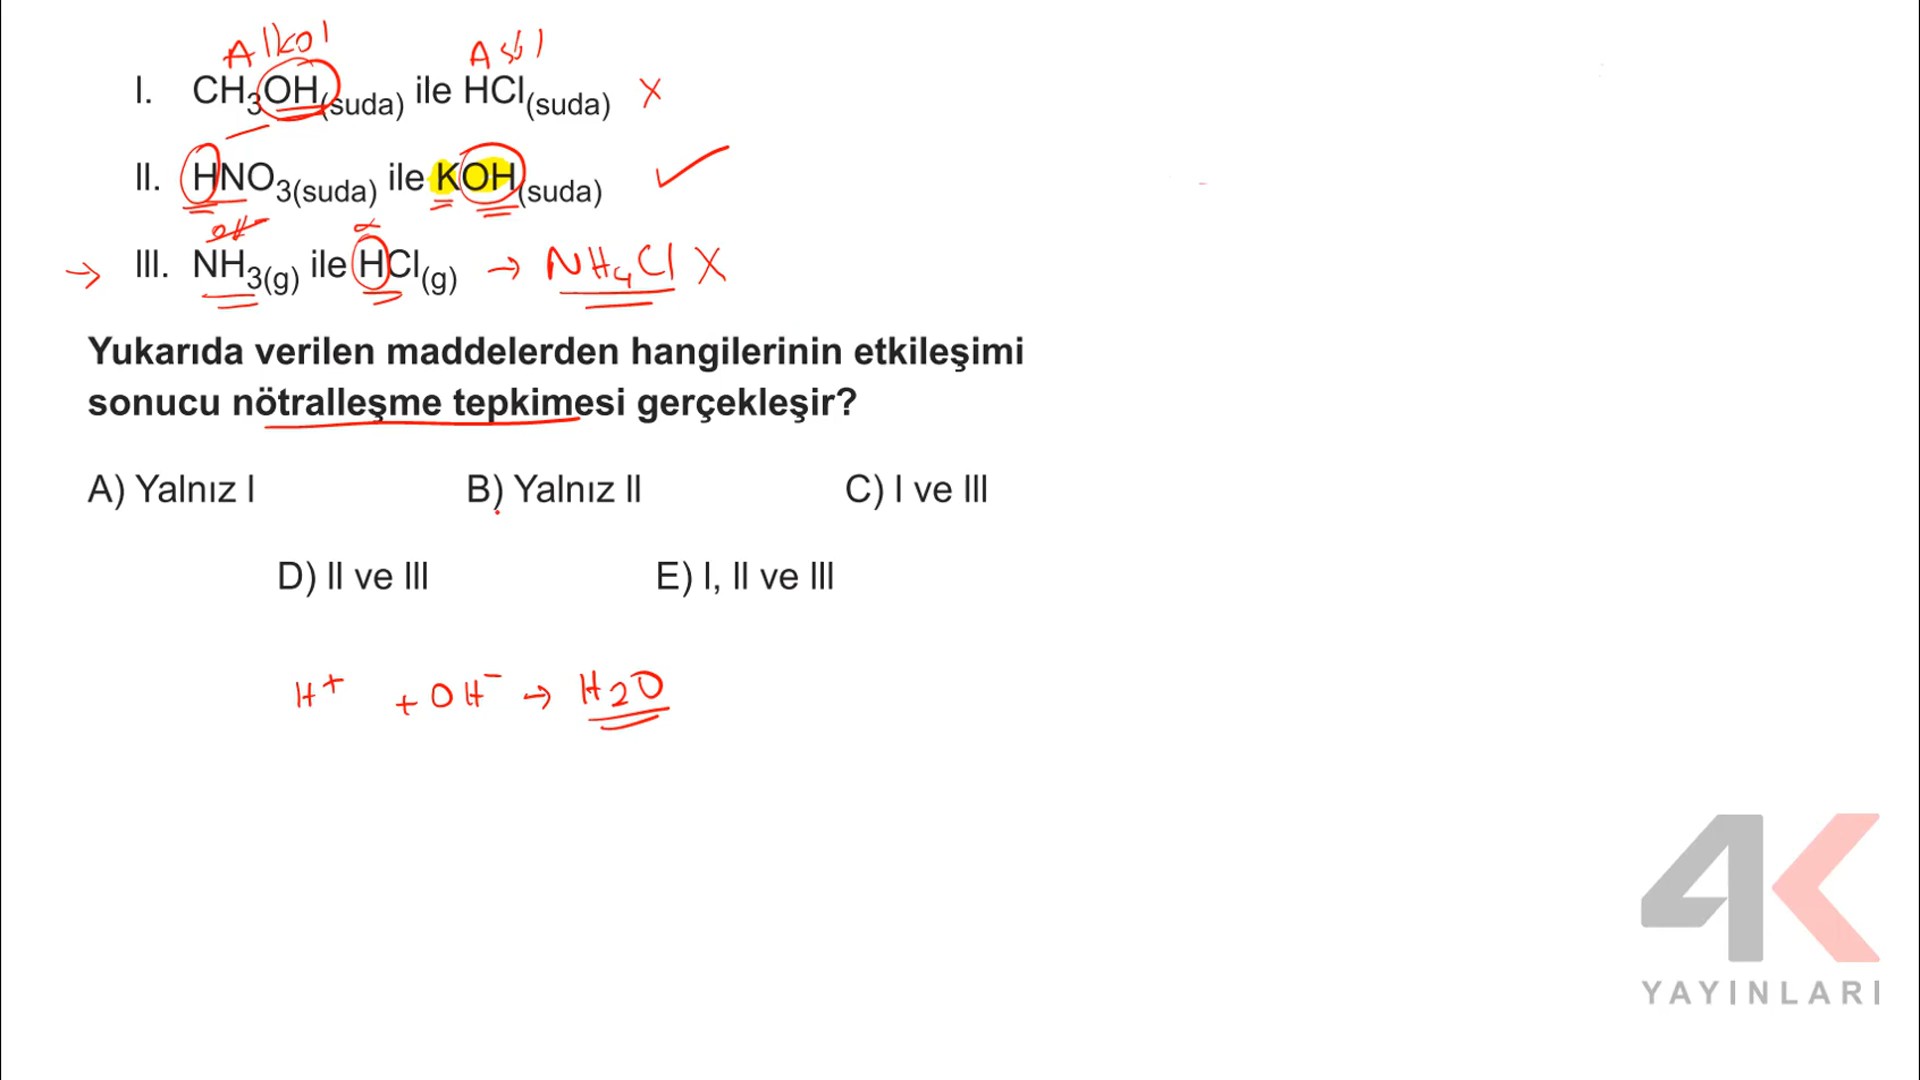 Alkol Asit
I. CH3OH(suda) ile HCl(suda) X
II. HNO3(suda) ile KOH(suda) ✓
→ III. NH3(g) ile HCl(g) → NH4Cl X
Yukarıda verilen maddelerden hangilerinin etkileşimi
sonucu nötralleşme tepkimesi gerçekleşir?
A) Yalnız I B) Yalnız II C) I ve III
D) II ve III E) I, II ve III
H+ + OH- → H2O
4K
YAYINLARI